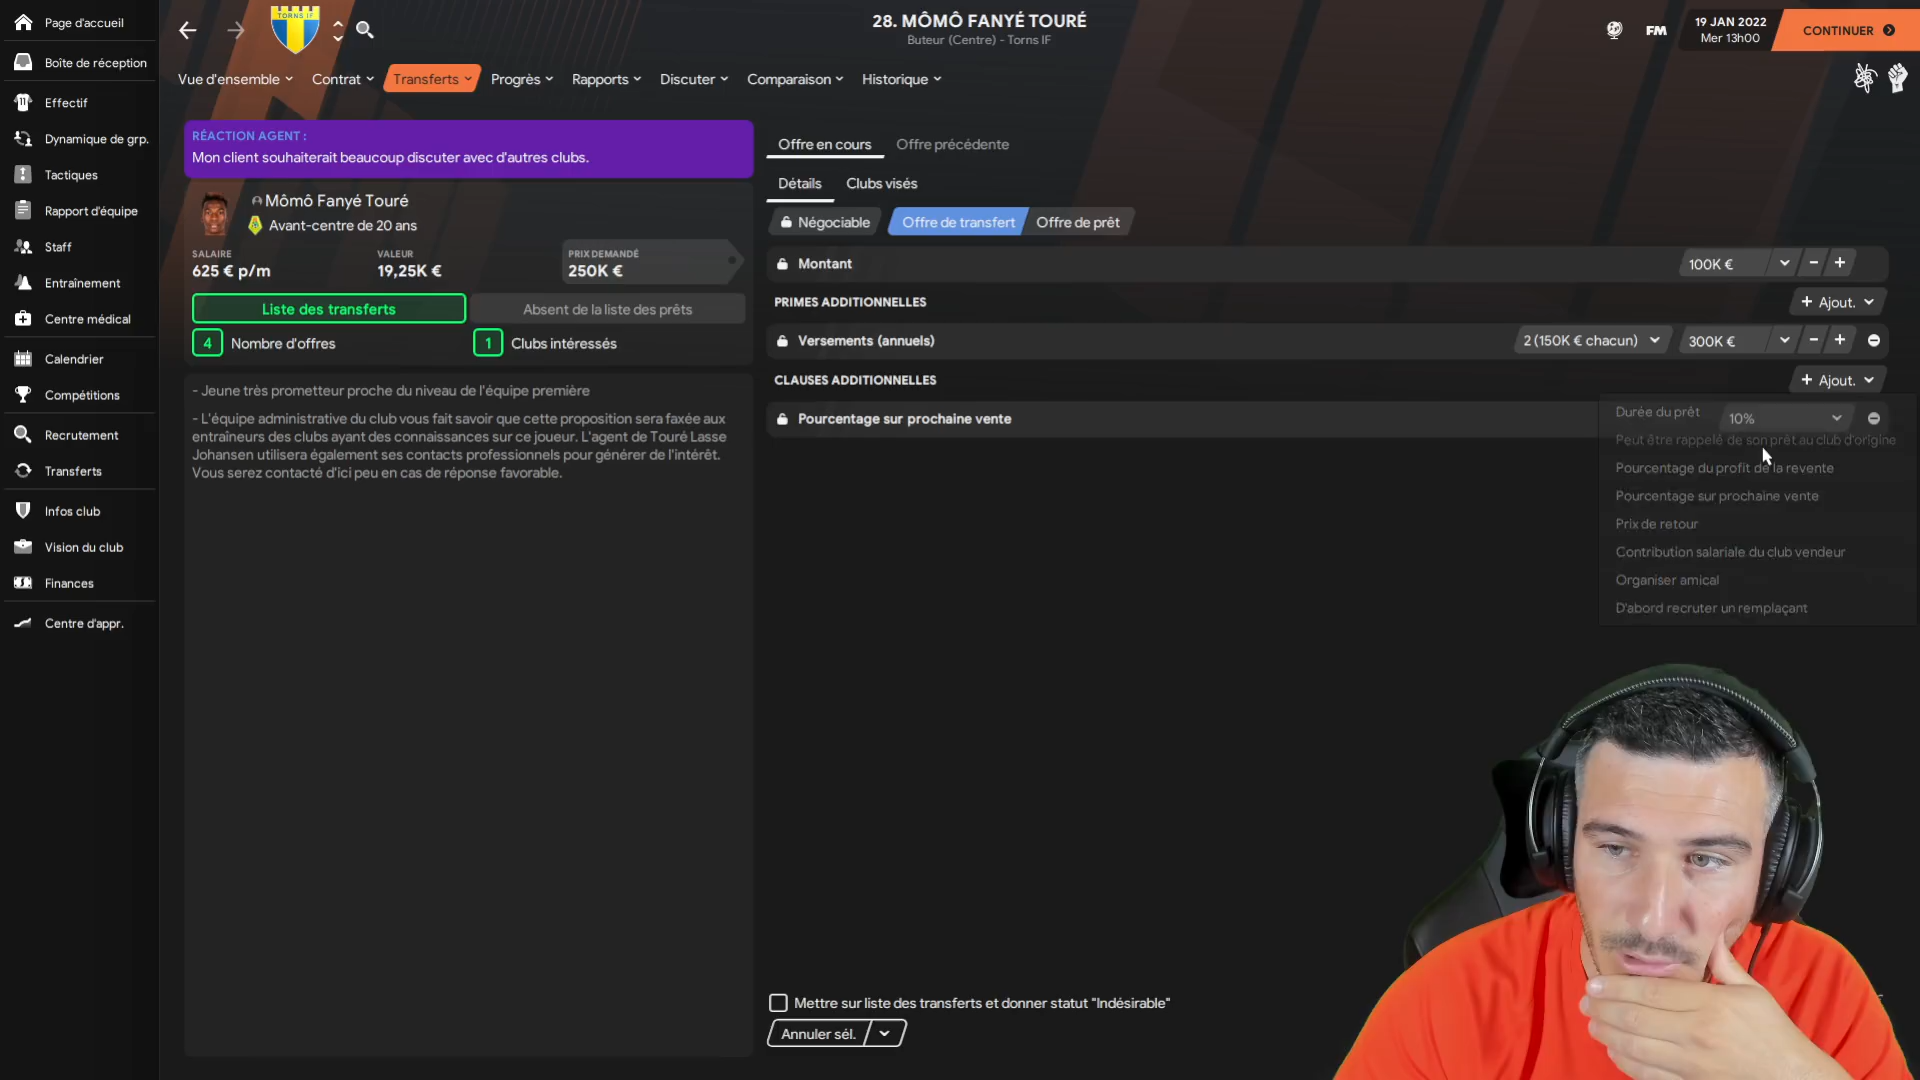 Page d'accueil
Boîte de réception
Effectif
Dynamique de grp.
Tactiques
Rapport d'équipe
Staff
Entraînement
Centre médical
Calendrier
Compétitions
Recrutement
Transferts
Infos club
Vision du club
Finances
Centre d'appr.
TORNS IF
28. MÔMÔ FANYÉ TOURÉ
Buteur (Centre) - Torns IF
FM
19 JAN 2022
Mer 13h00
CONTINUER
Vue d'ensemble
Contrat
Transferts
Progrès
Rapports
Discuter
Comparaison
Historique
RÉACTION AGENT :
Mon client souhaiterait beaucoup discuter avec d'autres clubs.
Mômô Fanyé Touré
Avant-centre de 20 ans
SALAIRE
625 € p/m
VALEUR
19,25K €
PRIX DEMANDÉ
250K €
Liste des transferts
Absent de la liste des prêts
4 Nombre d'offres
1 Clubs intéressés
- Jeune très prometteur proche du niveau de l'équipe première
- L'équipe administrative du club vous fait savoir que cette proposition sera faxée aux
entraîneurs des clubs ayant des connaissances sur ce joueur. L'agent de Touré Lasse
Johansen utilisera également ses contacts professionnels pour générer de l'intérêt.
Vous serez contacté d'ici peu en cas de réponse favorable.
Offre en cours
Offre précédente
Détails
Clubs visés
Négociable
Offre de transfert
Offre de prêt
Montant
100K €
PRIMES ADDITIONNELLES
+ Ajout.
Versements (annuels)
2 (150K € chacun)
300K €
CLAUSES ADDITIONNELLES
+ Ajout.
Pourcentage sur prochaine vente
10%
Durée du prêt
Peut être rappelé de son prêt au club d'origine
Pourcentage du profit de la revente
Pourcentage sur prochaine vente
Prix de retour
Contribution salariale du club vendeur
Organiser amical
D'abord recruter un remplaçant
Mettre sur liste des transferts et donner statut "Indésirable"
Annuler sél.